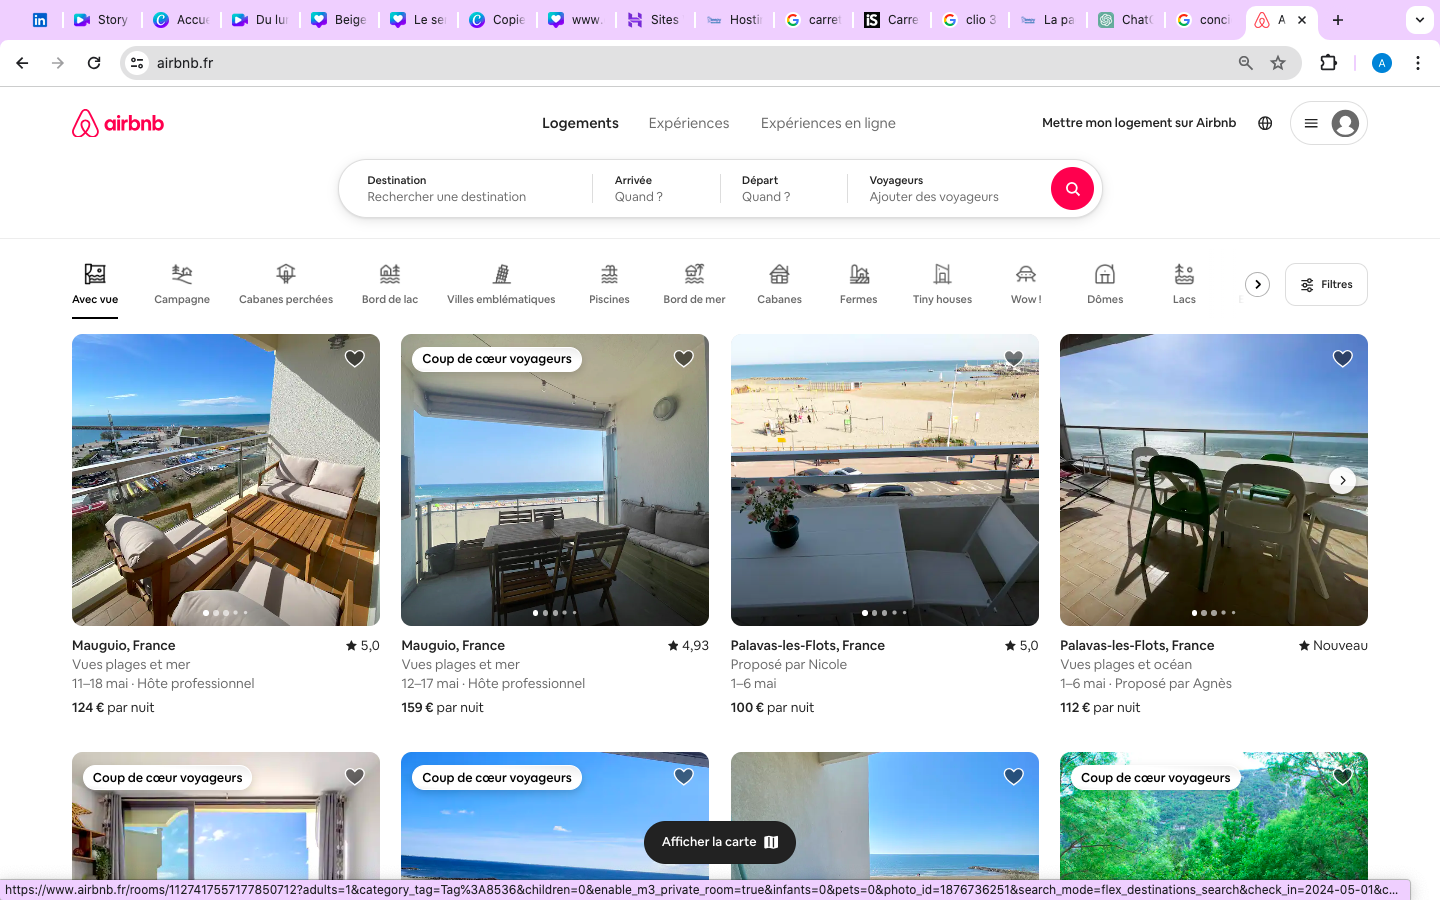 Story
Accue
Du lu
Beige
Le se
Copie
www.
Sites
Hostin
carret
Carre
clio 3
La pa
ChatG
conci
A
airbnb.fr
A
airbnb
Logements
Expériences
Expériences en ligne
Mettre mon logement sur Airbnb
Destination
Rechercher une destination
Arrivée
Quand ?
Départ
Quand ?
Voyageurs
Ajouter des voyageurs
Avec vue
Campagne
Cabanes perchées
Bord de lac
Villes emblématiques
Piscines
Bord de mer
Cabanes
Fermes
Tiny houses
Wow !
Dômes
Lacs
Filtres
Coup de cœur voyageurs
Mauguio, France
5,0
Vues plages et mer
11–18 mai · Hôte professionnel
124 € par nuit
Mauguio, France
4,93
Vues plages et mer
12–17 mai · Hôte professionnel
159 € par nuit
Palavas-les-Flots, France
5,0
Proposé par Nicole
1–6 mai
100 € par nuit
Palavas-les-Flots, France
Nouveau
Vues plages et océan
1–6 mai · Proposé par Agnès
112 € par nuit
Coup de cœur voyageurs
Coup de cœur voyageurs
Coup de cœur voyageurs
Afficher la carte
https://www.airbnb.fr/rooms/1127417557177850712?adults=1&category_tag=Tag%3A8536&children=0&enable_m3_private_room=true&infants=0&pets=0&photo_id=1876736251&search_mode=flex_destinations_search&check_in=2024-05-01&c...